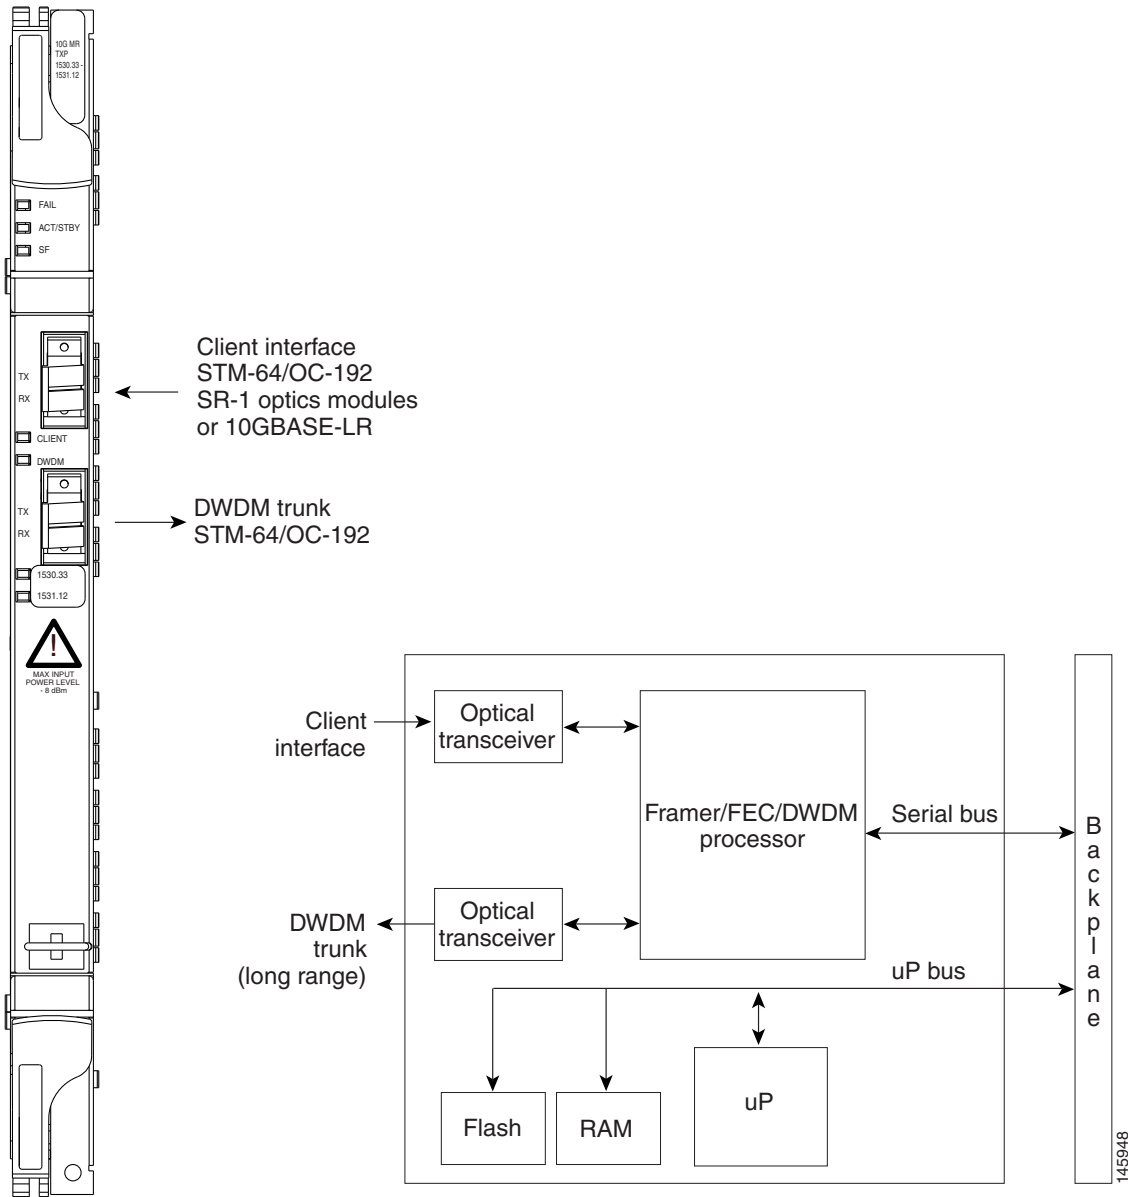 10G MR
TXP
1530.33 -
1531.12
FAIL
ACT/STBY
SF
TX
RX
CLIENT
DWDM
TX
RX
1530.33
1531.12
!
MAX INPUT
POWER LEVEL
- 8 dBm
Client interface
STM-64/OC-192
SR-1 optics modules
or 10GBASE-LR
DWDM trunk
STM-64/OC-192
Client
interface
Optical
transceiver
Framer/FEC/DWDM
processor
Serial bus
DWDM
trunk
(long range)
Optical
transceiver
uP bus
Flash
RAM
uP
Backplane
145948